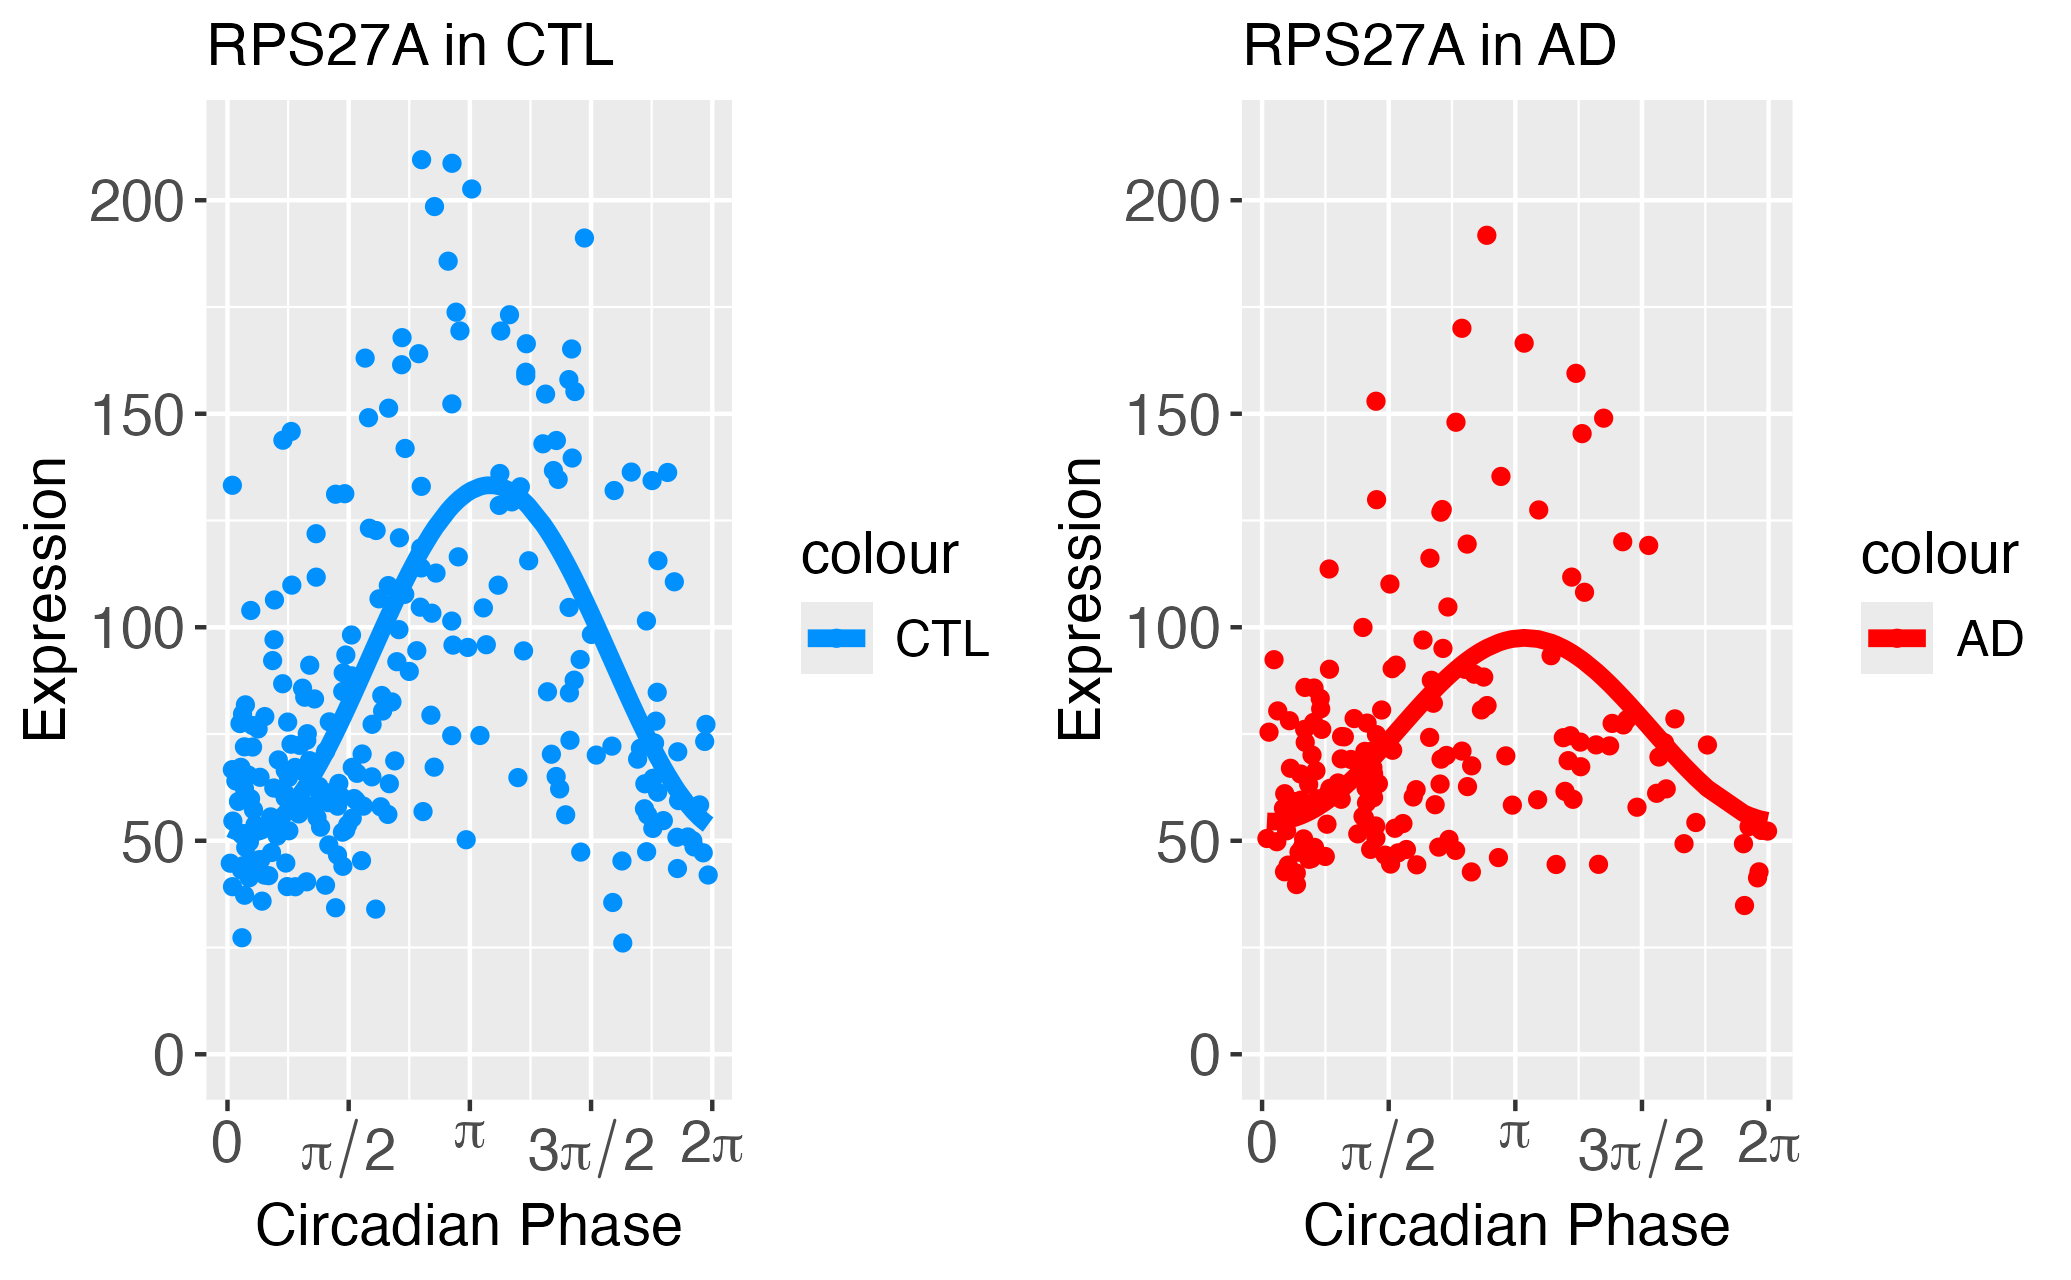 RPS27A in CTL
Expression
200
150
100
50
0
0 π/2 π 3π/2 2π
Circadian Phase
colour
CTL
RPS27A in AD
Expression
200
150
100
50
0
0 π/2 π 3π/2 2π
Circadian Phase
colour
AD